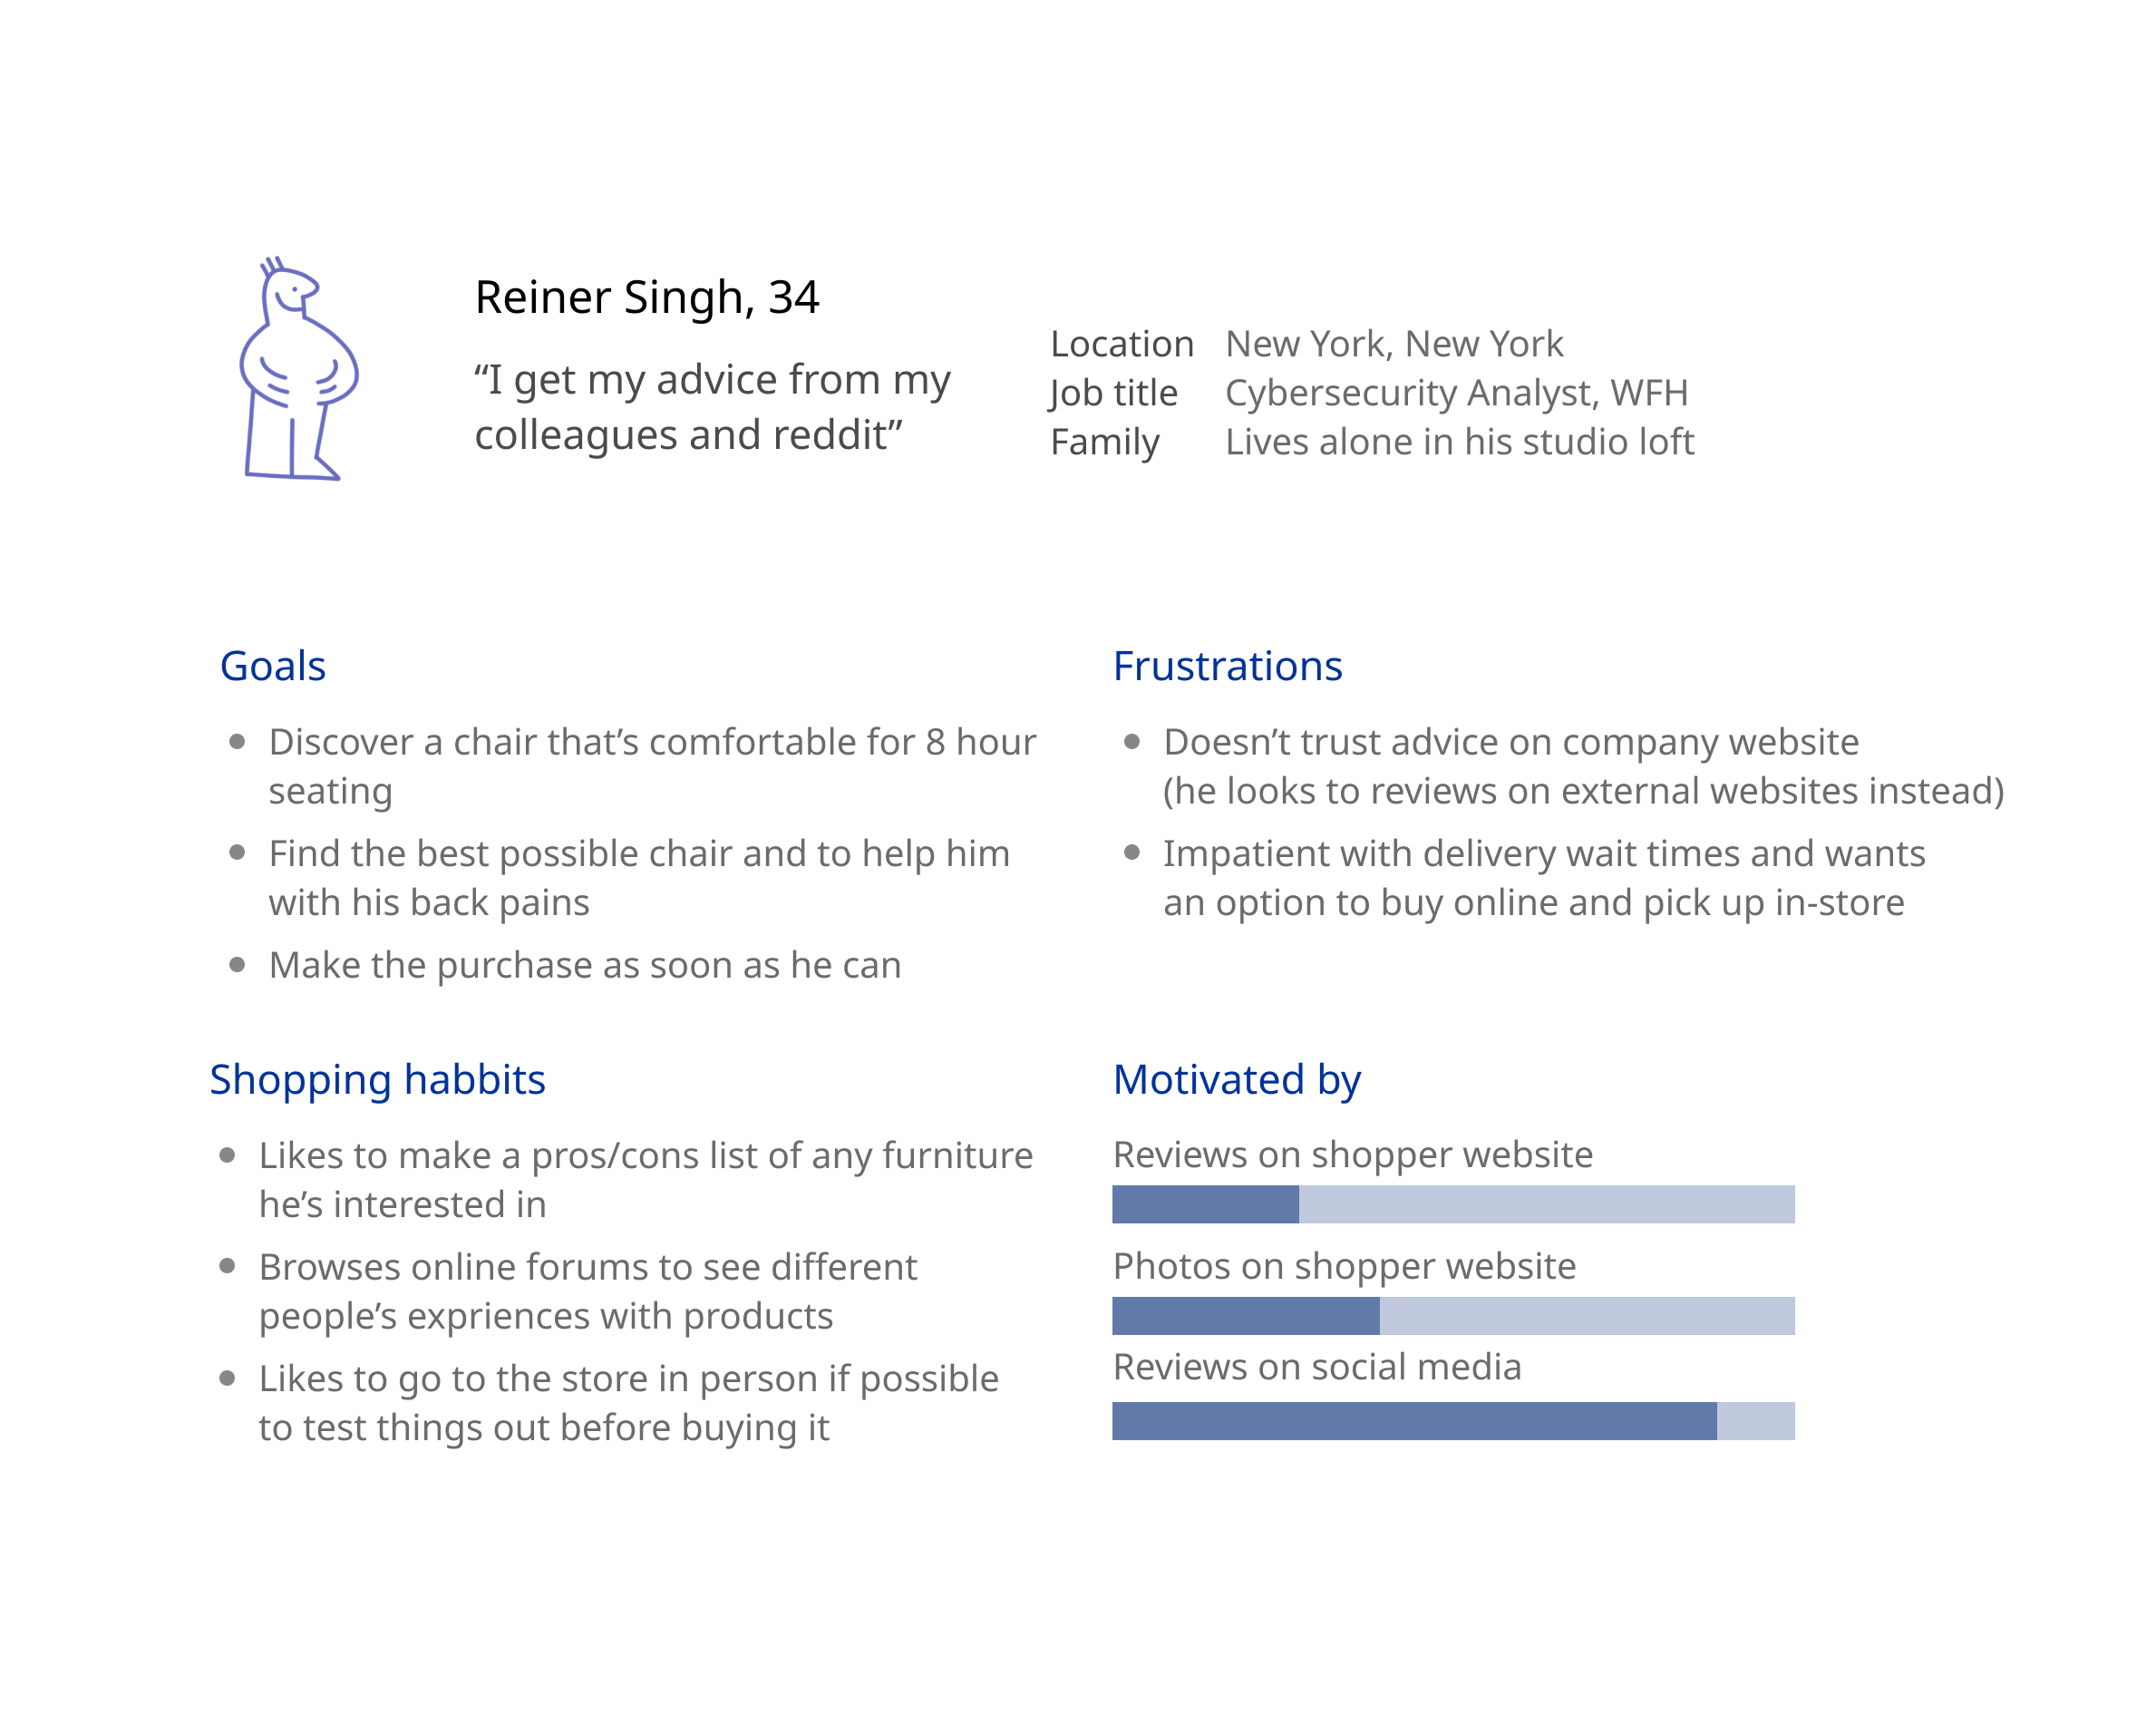 Reiner Singh, 34
“I get my advice from my
colleagues and reddit”
Location New York, New York
Job title Cybersecurity Analyst, WFH
Family Lives alone in his studio loft
Goals
Discover a chair that’s comfortable for 8 hour
seating
Find the best possible chair and to help him
with his back pains
Make the purchase as soon as he can
Frustrations
Doesn’t trust advice on company website
(he looks to reviews on external websites instead)
Impatient with delivery wait times and wants
an option to buy online and pick up in-store
Shopping habbits
Likes to make a pros/cons list of any furniture
he’s interested in
Browses online forums to see different
people’s expriences with products
Likes to go to the store in person if possible
to test things out before buying it
Motivated by
Reviews on shopper website
Photos on shopper website
Reviews on social media